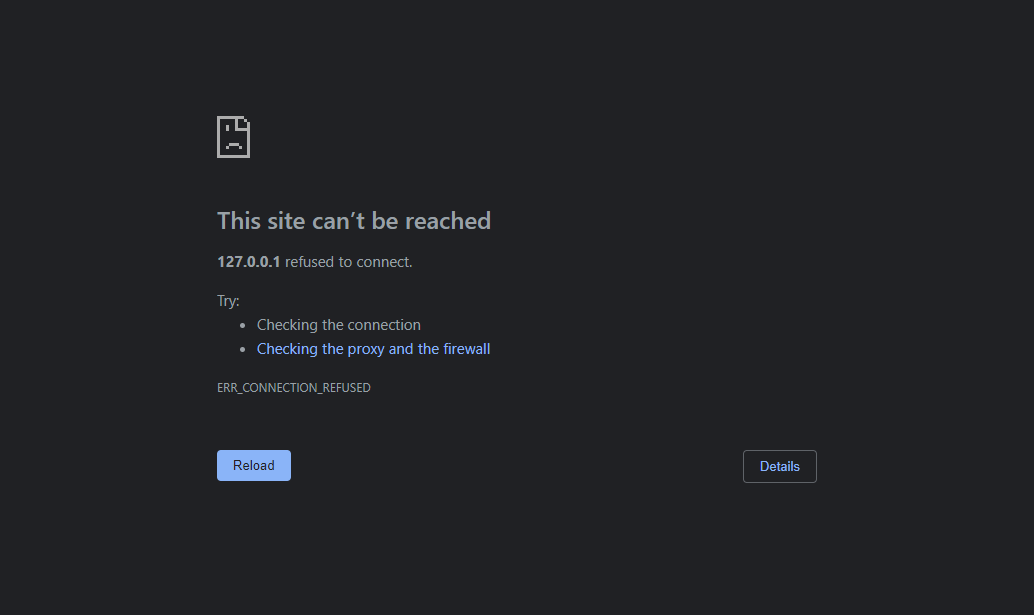 This site can’t be reached
127.0.0.1 refused to connect.
Try:
• Checking the connection
• Checking the proxy and the firewall
ERR_CONNECTION_REFUSED
Reload
Details